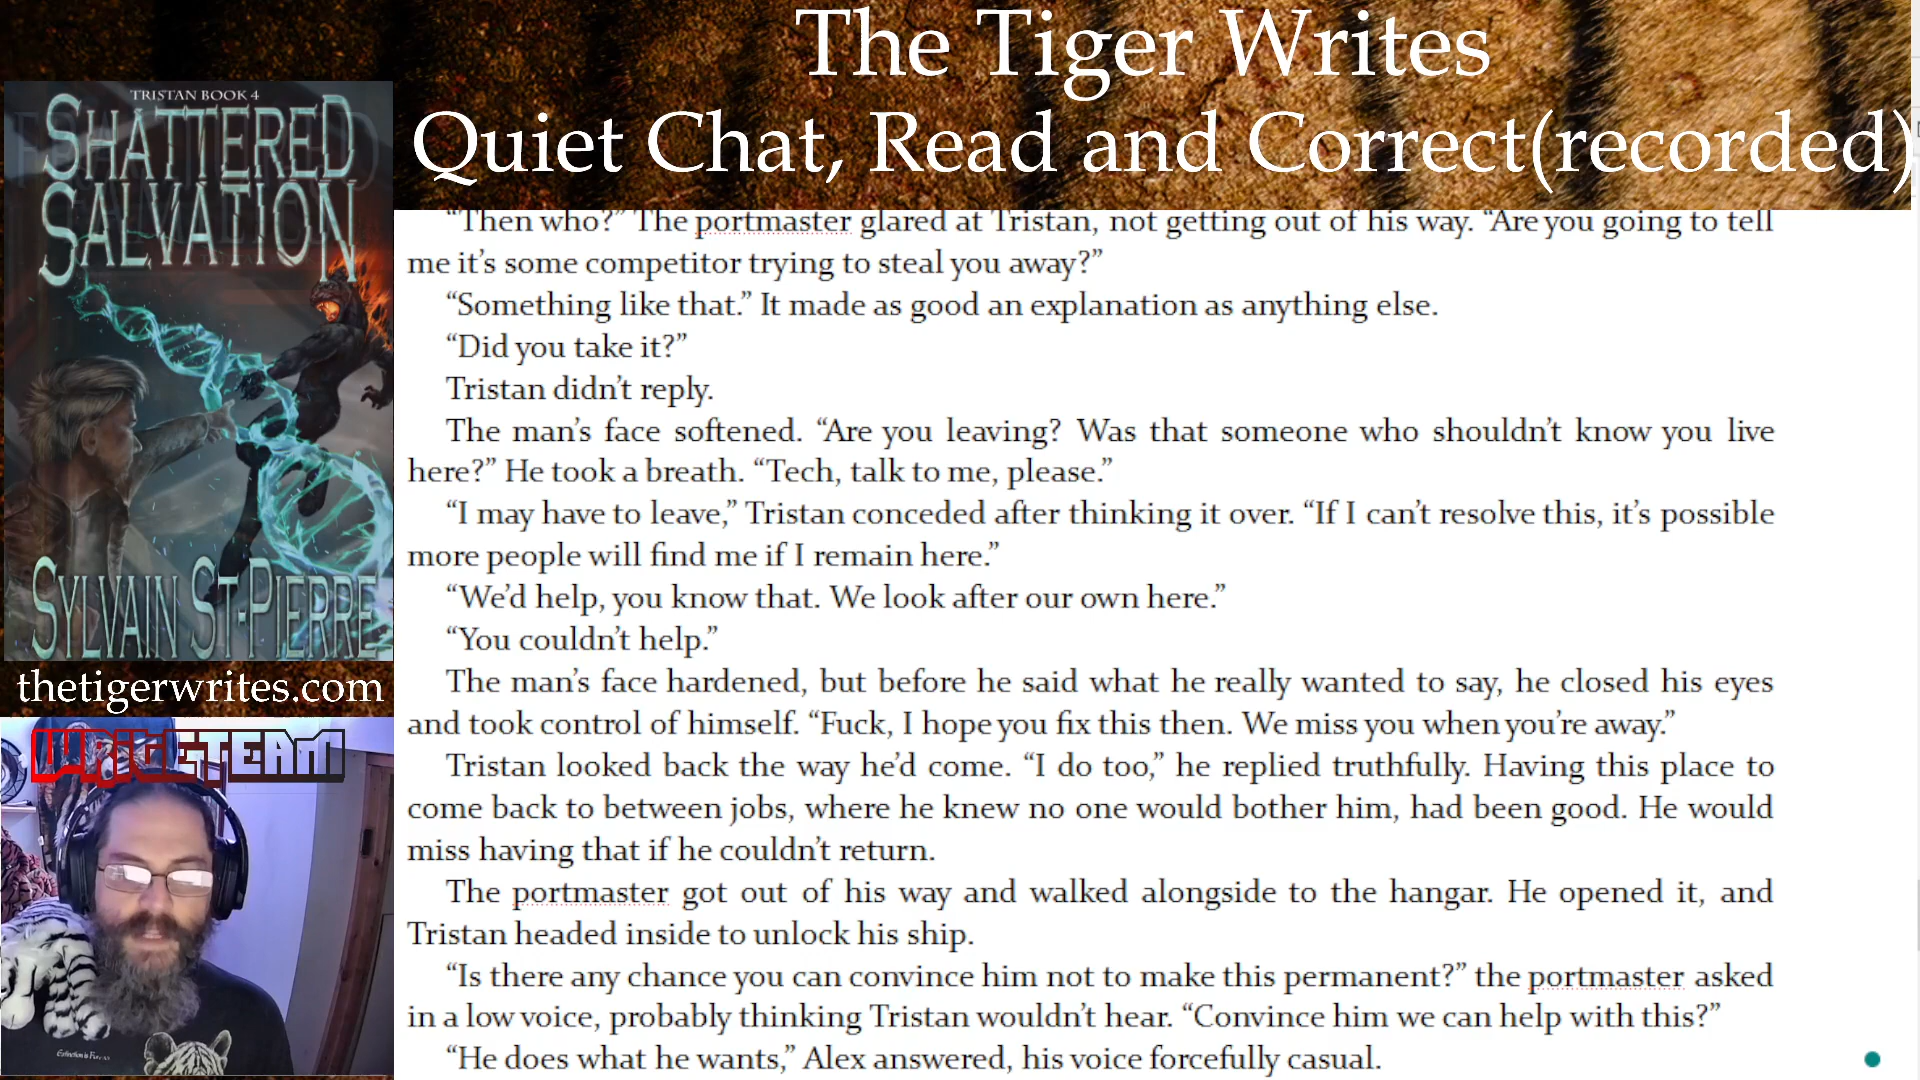 The Tiger Writes
Quiet Chat, Read and Correct(recorded)
TRISTAN BOOK 4
SHATTERED
SALVATION
SYLVAIN ST-PIERRE
thetigerwrites.com
WRITETEAM
“Then who?” The portmaster glared at Tristan, not getting out of his way. “Are you going to tell
me it’s some competitor trying to steal you away?”
“Something like that.” It made as good an explanation as anything else.
“Did you take it?”
Tristan didn’t reply.
The man’s face softened. “Are you leaving? Was that someone who shouldn’t know you live
here?” He took a breath. “Tech, talk to me, please.”
“I may have to leave,” Tristan conceded after thinking it over. “If I can’t resolve this, it’s possible
more people will find me if I remain here.”
“We’d help, you know that. We look after our own here.”
“You couldn’t help.”
The man’s face hardened, but before he said what he really wanted to say, he closed his eyes
and took control of himself. “Fuck, I hope you fix this then. We miss you when you’re away.”
Tristan looked back the way he’d come. “I do too,” he replied truthfully. Having this place to
come back to between jobs, where he knew no one would bother him, had been good. He would
miss having that if he couldn’t return.
The portmaster got out of his way and walked alongside to the hangar. He opened it, and
Tristan headed inside to unlock his ship.
“Is there any chance you can convince him not to make this permanent?” the portmaster asked
in a low voice, probably thinking Tristan wouldn’t hear. “Convince him we can help with this?”
“He does what he wants,” Alex answered, his voice forcefully casual.